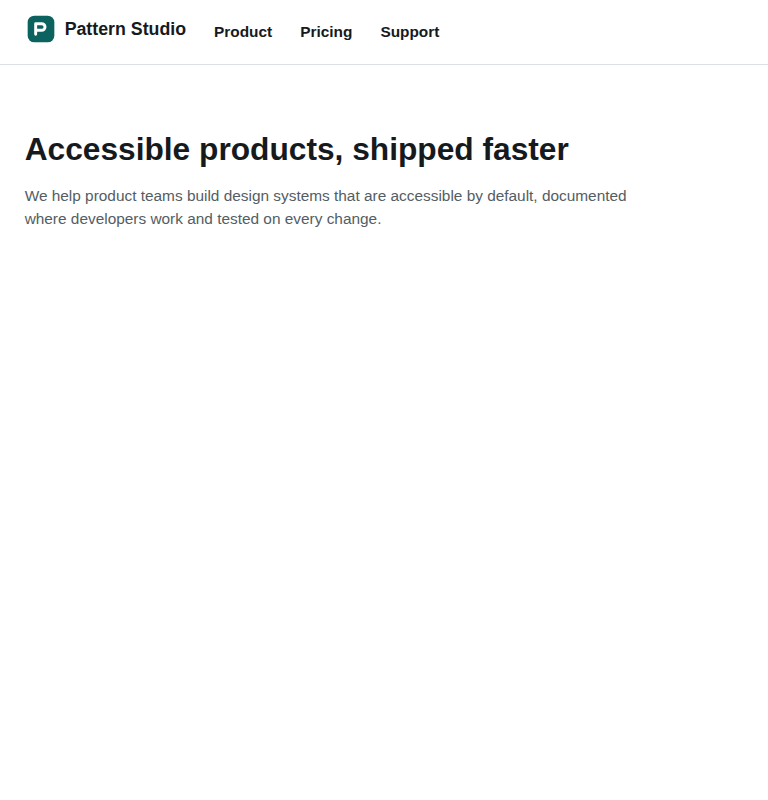 Pattern Studio Product Pricing Support
Accessible products, shipped faster
We help product teams build design systems that are accessible by default, documented
where developers work and tested on every change.